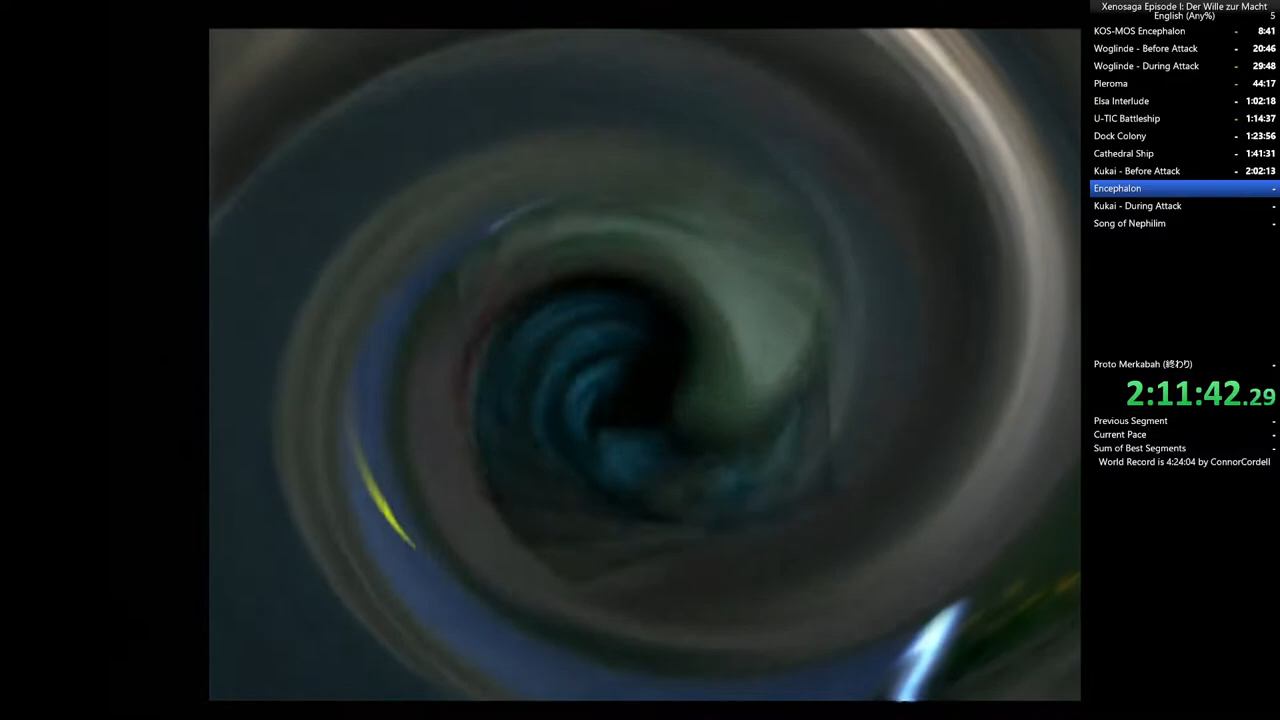 Xenosaga Episode I: Der Wille zur Macht
English (Any%) 5
KOS-MOS Encephalon - 8:41
Woglinde - Before Attack - 20:46
Woglinde - During Attack - 29:48
Pleroma - 44:17
Elsa Interlude - 1:02:18
U-TIC Battleship - 1:14:37
Dock Colony - 1:23:56
Cathedral Ship - 1:41:31
Kukai - Before Attack - 2:02:13
Encephalon -
Kukai - During Attack -
Song of Nephilim -
Proto Merkabah (終わり) -
2:11:42.29
Previous Segment -
Current Pace -
Sum of Best Segments -
World Record is 4:24:04 by ConnorCordell